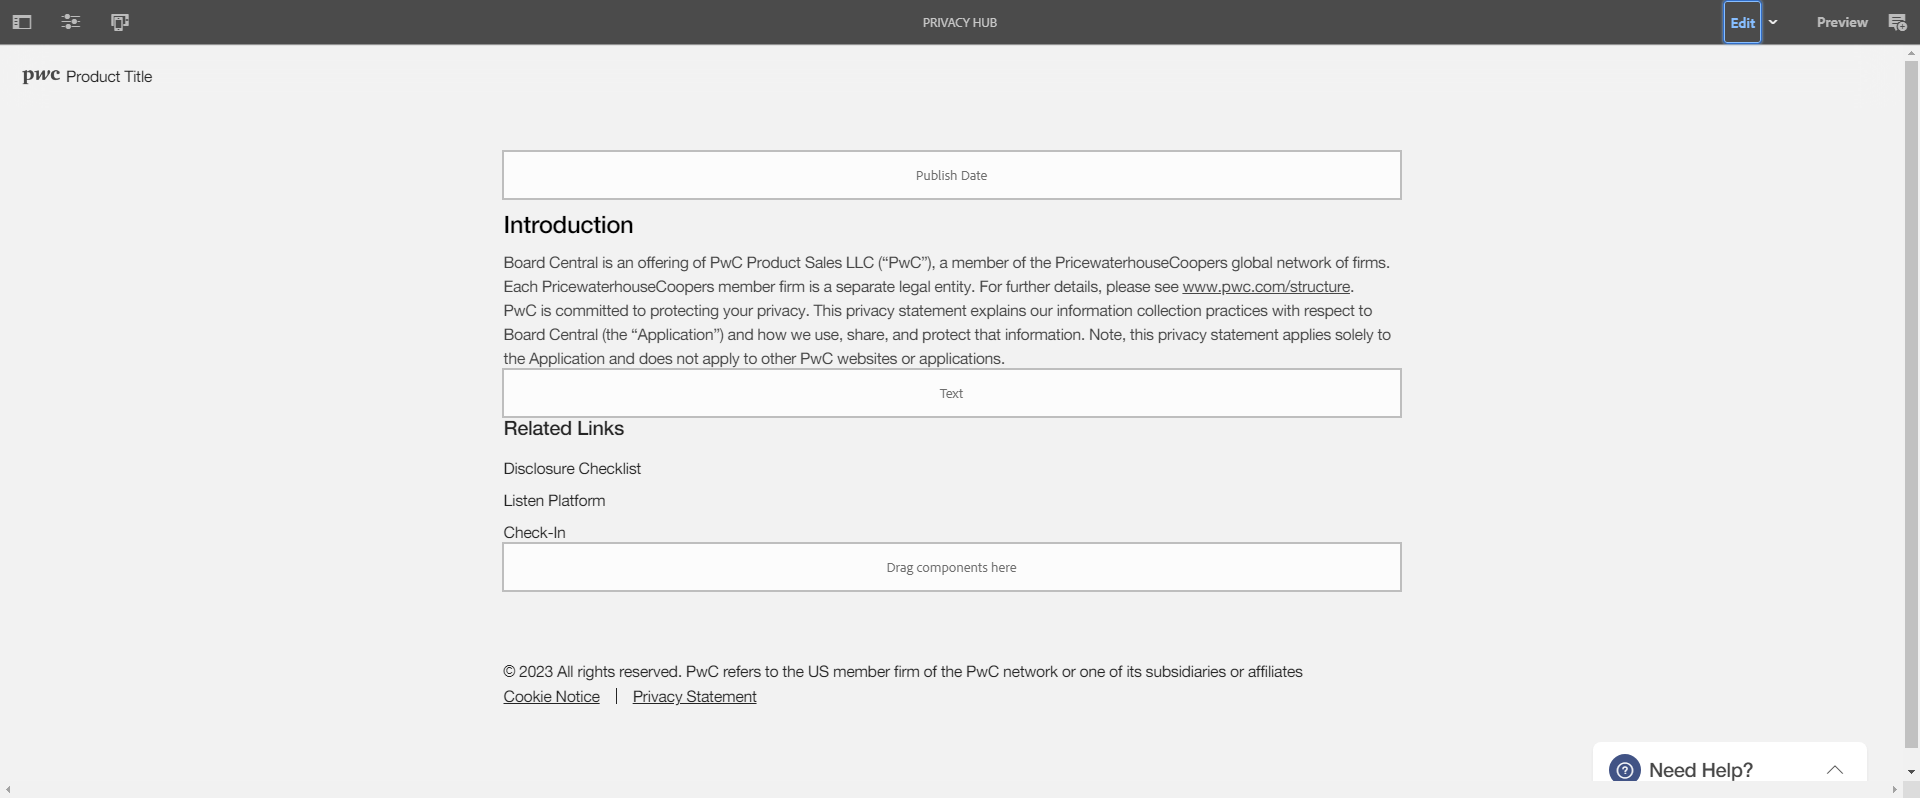 PRIVACY HUB
Edit
Preview
pwc Product Title
Publish Date
Introduction
Board Central is an offering of PwC Product Sales LLC (“PwC”), a member of the PricewaterhouseCoopers global network of firms.
Each PricewaterhouseCoopers member firm is a separate legal entity. For further details, please see www.pwc.com/structure.
PwC is committed to protecting your privacy. This privacy statement explains our information collection practices with respect to
Board Central (the “Application”) and how we use, share, and protect that information. Note, this privacy statement applies solely to
the Application and does not apply to other PwC websites or applications.
Text
Related Links
Disclosure Checklist
Listen Platform
Check-In
Drag components here
© 2023 All rights reserved. PwC refers to the US member firm of the PwC network or one of its subsidiaries or affiliates
Cookie Notice | Privacy Statement
Need Help?